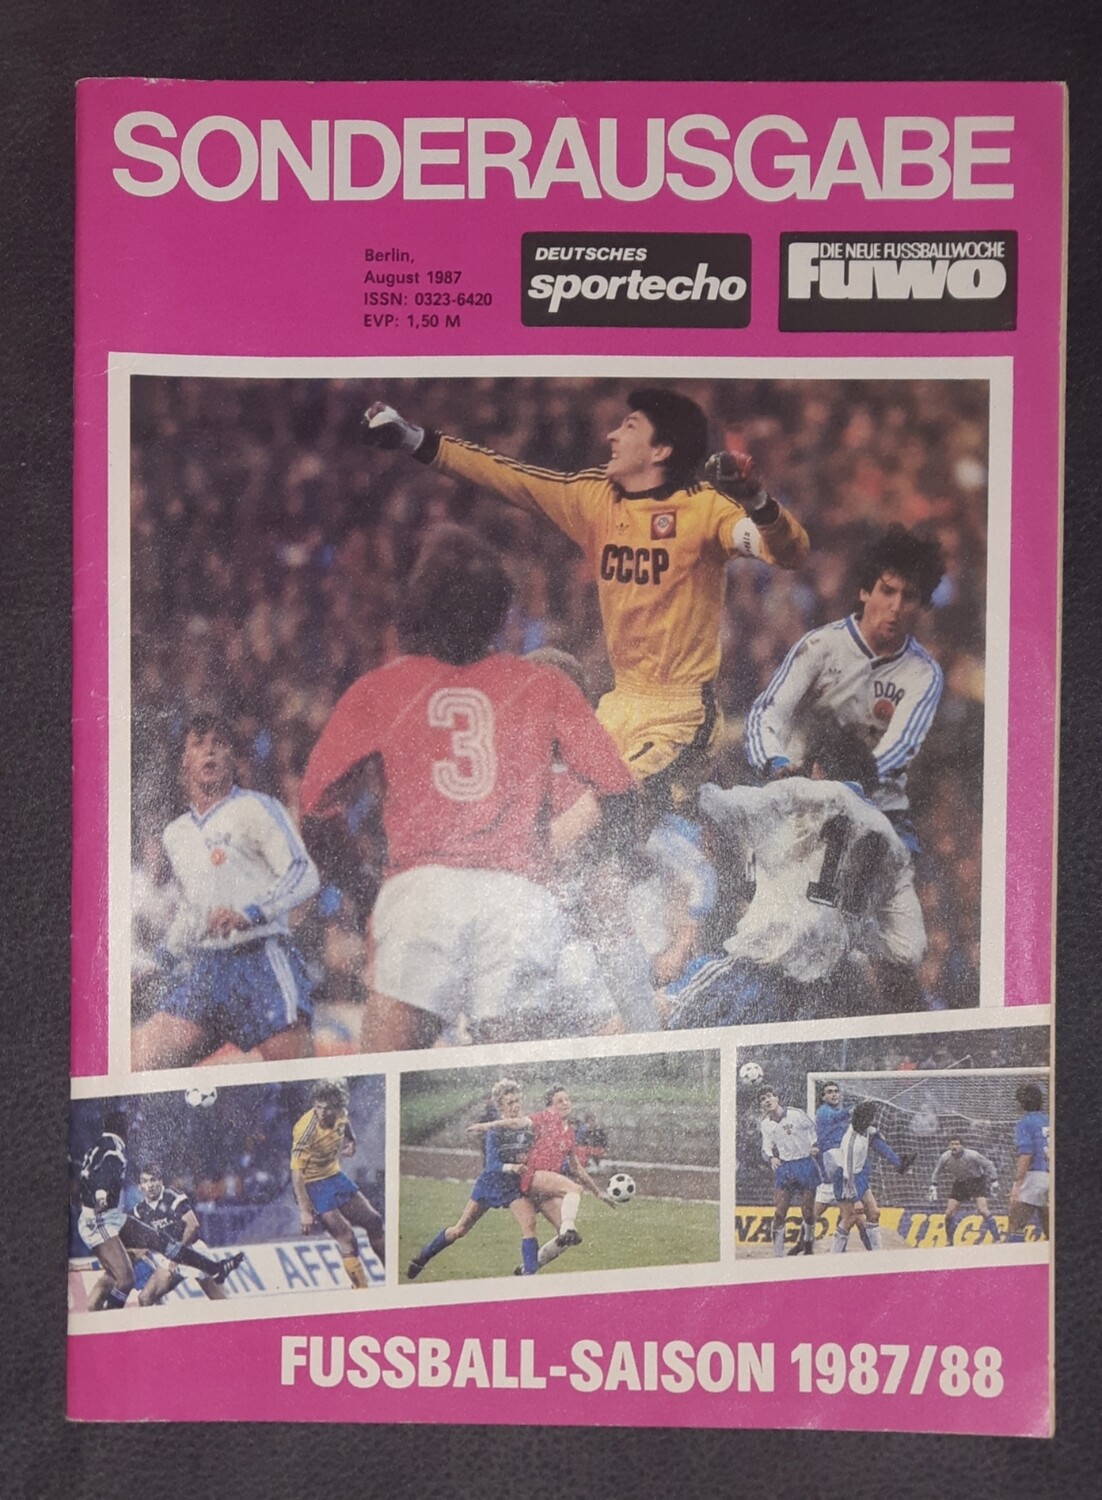 SONDERAUSGABE
Berlin,
August 1987
ISSN: 0323-6420
EVP: 1,50 M
DEUTSCHES
sportecho
DIE NEUE FUSSBALLWOCHE
Fuwo
CCCP
DDR
3
1
FUSSBALL-SAISON 1987/88